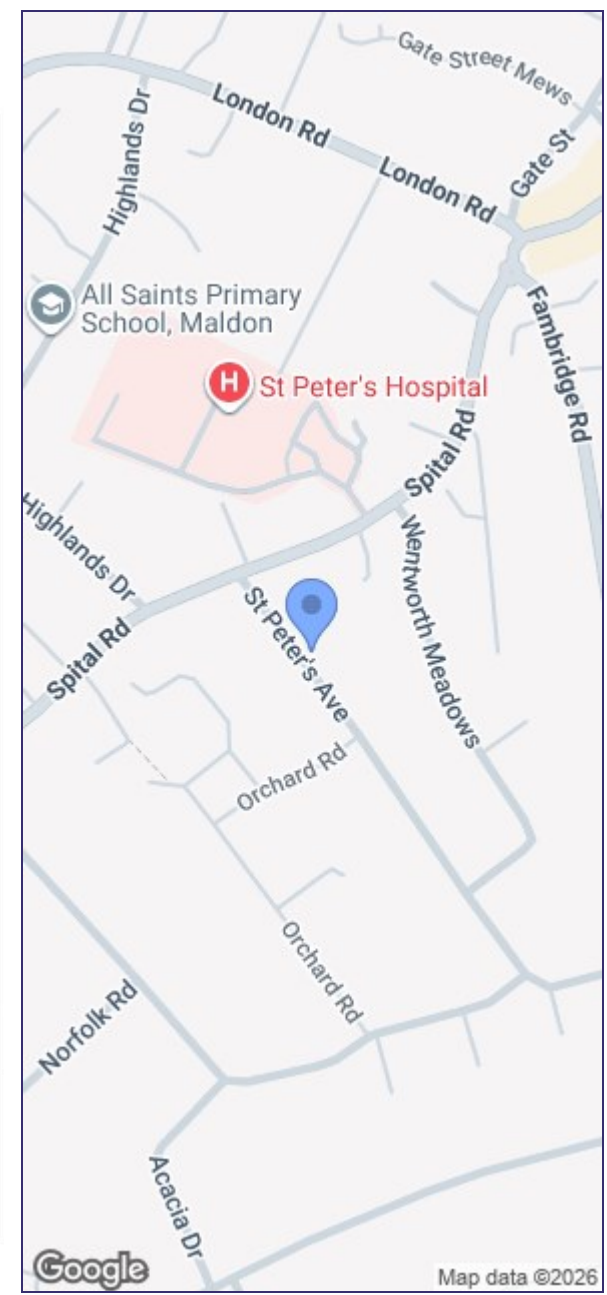 Gate Street Mews
Gate St
London Rd
London Rd
Highlands Dr
All Saints Primary
School, Maldon
H
St Peter's Hospital
Fambridge Rd
Spital Rd
Highlands Dr
Wentworth Meadows
St Peter's Ave
Spital Rd
Orchard Rd
Orchard Rd
Norfolk Rd
Acacia Dr
Google
Map data ©2026